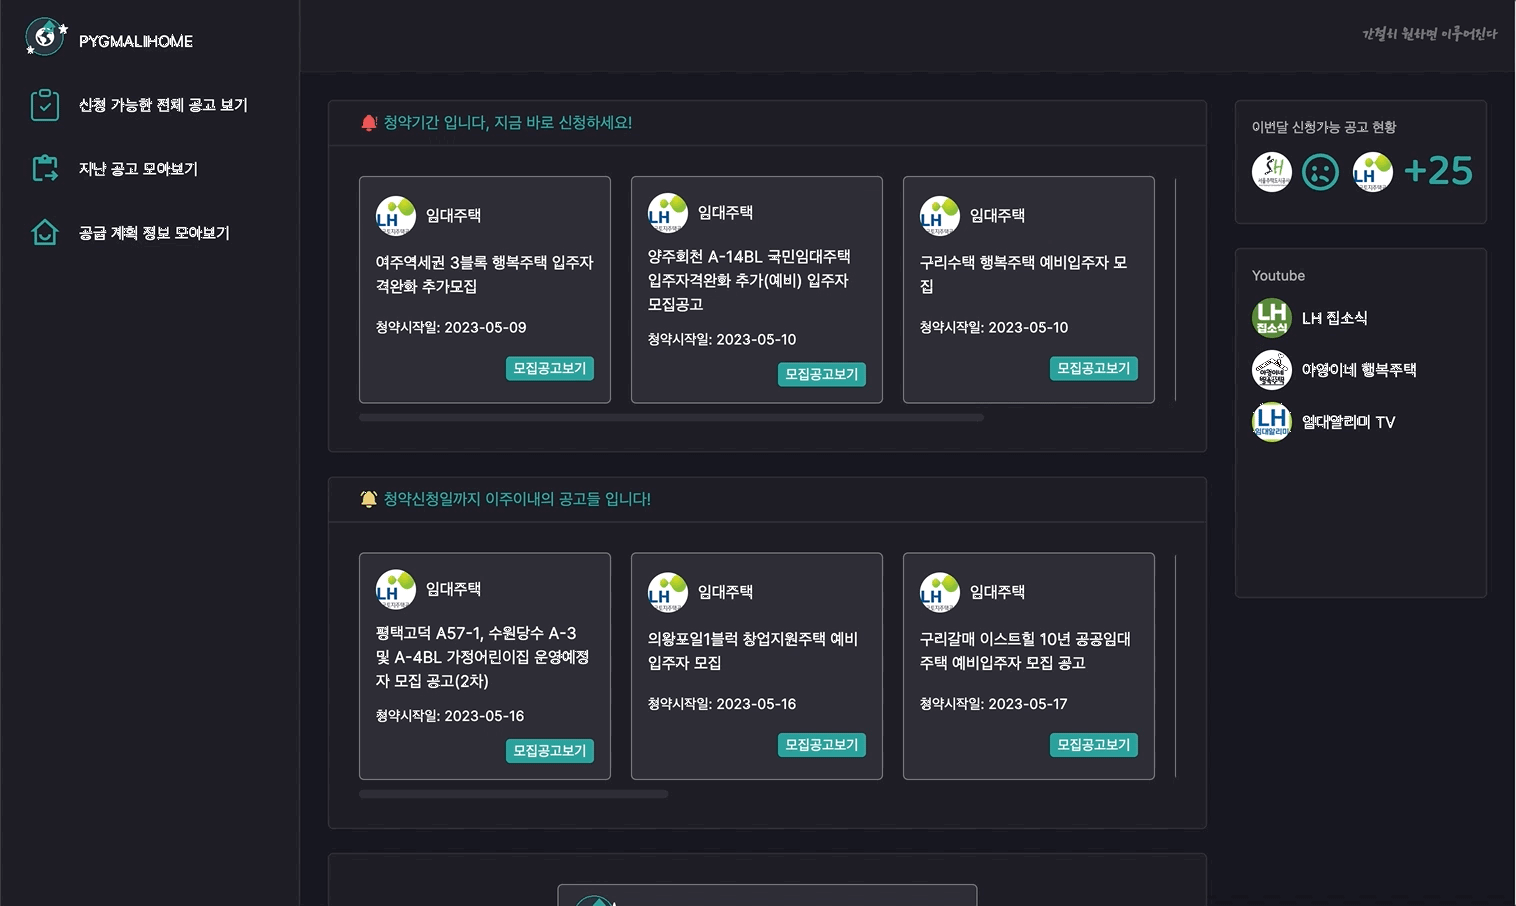 PYGMALIHOME
신청 가능한 전체 공고 보기
지난 공고 모아보기
공급 계획 정보 모아보기
간절히 원하면 이루어진다
청약기간 입니다, 지금 바로 신청하세요!
LH
임대주택
여주역세권 3블록 행복주택 입주자
격완화 추가모집
청약시작일: 2023-05-09
모집공고보기
LH
임대주택
양주회천 A-14BL 국민임대주택
입주자격완화 추가(예비) 입주자
모집공고
청약시작일: 2023-05-10
모집공고보기
LH
임대주택
구리수택 행복주택 예비입주자 모
집
청약시작일: 2023-05-10
모집공고보기
청약신청일까지 이주이내의 공고들 입니다!
LH
임대주택
평택고덕 A57-1, 수원당수 A-3
및 A-4BL 가정어린이집 운영예정
자 모집 공고(2차)
청약시작일: 2023-05-16
모집공고보기
LH
임대주택
의왕포일1블럭 창업지원주택 예비
입주자 모집
청약시작일: 2023-05-16
모집공고보기
LH
임대주택
구리갈매 이스트힐 10년 공공임대
주택 예비입주자 모집 공고
청약시작일: 2023-05-17
모집공고보기
이번달 신청가능 공고 현황
SH
서울주택도시공사
LH
+25
Youtube
LH
집소식
LH 집소식
아영이네
행복주택
아영이네 행복주택
LH
임대알리미
임대알리미 TV